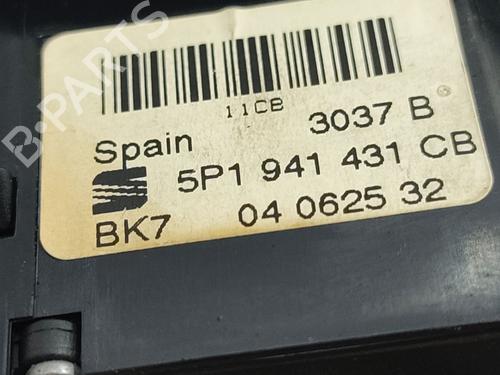 11CB
Spain 3037 B
5P1 941 431 CB
BK7 04 0625 32
B-PARTS